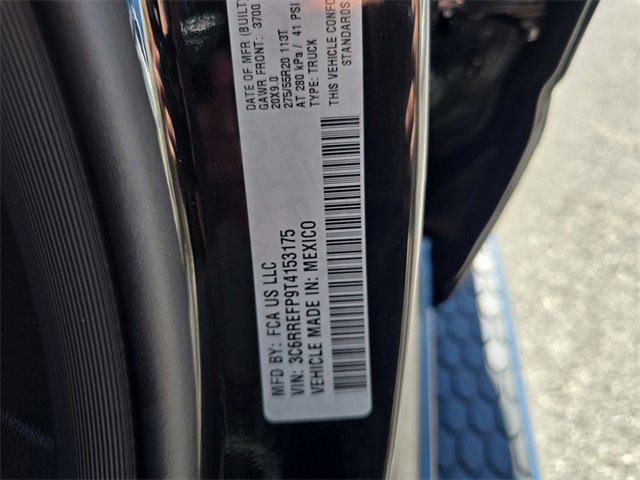 MFD BY: FCA US LLC
VIN: 3C6RREFP9T4153175
VEHICLE MADE IN: MEXICO
DATE OF MFR (BUILT)
GAWR FRONT: 3700
20X9.0
275/55R20 113T
AT 280 kPa / 41 PSI
TYPE: TRUCK
THIS VEHICLE CONFO
STANDARDS